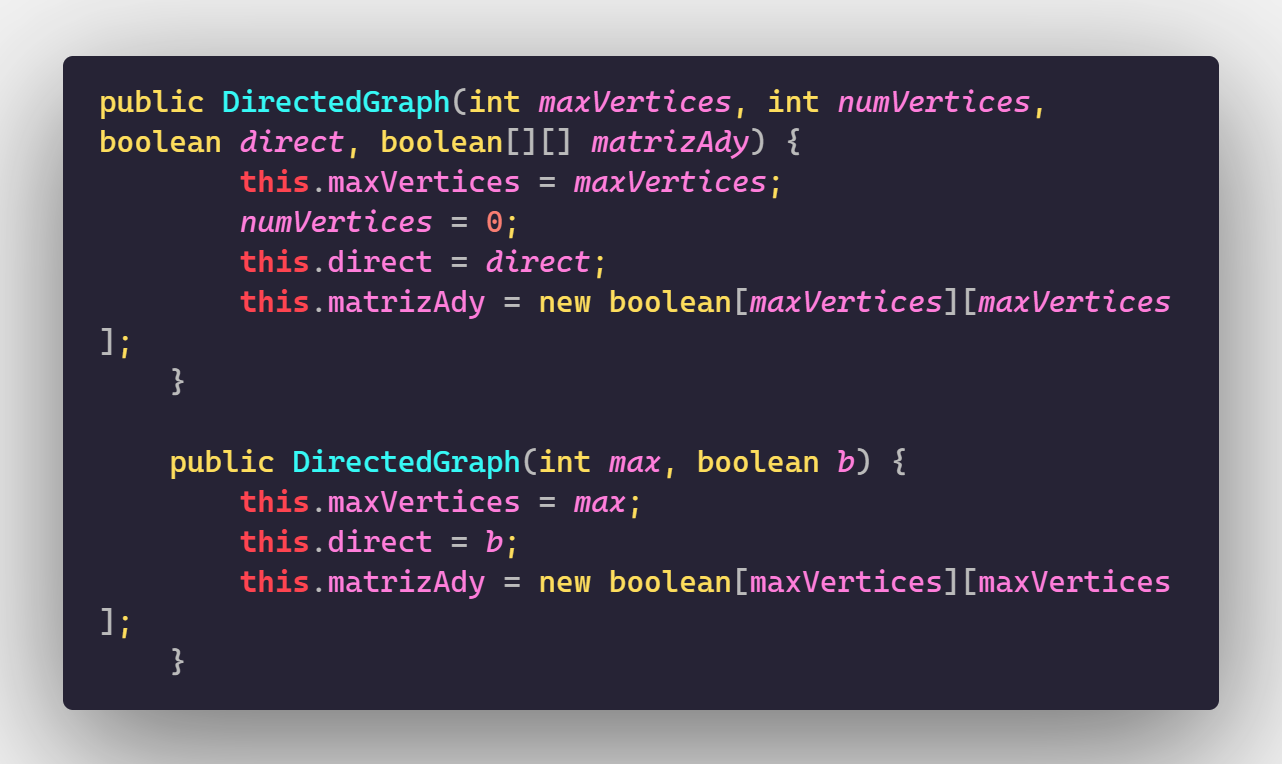 public DirectedGraph(int maxVertices, int numVertices,
boolean direct, boolean[][] matrizAdy) {
        this.maxVertices = maxVertices;
        numVertices = 0;
        this.direct = direct;
        this.matrizAdy = new boolean[maxVertices][maxVertices
];
    }

    public DirectedGraph(int max, boolean b) {
        this.maxVertices = max;
        this.direct = b;
        this.matrizAdy = new boolean[maxVertices][maxVertices
];
    }